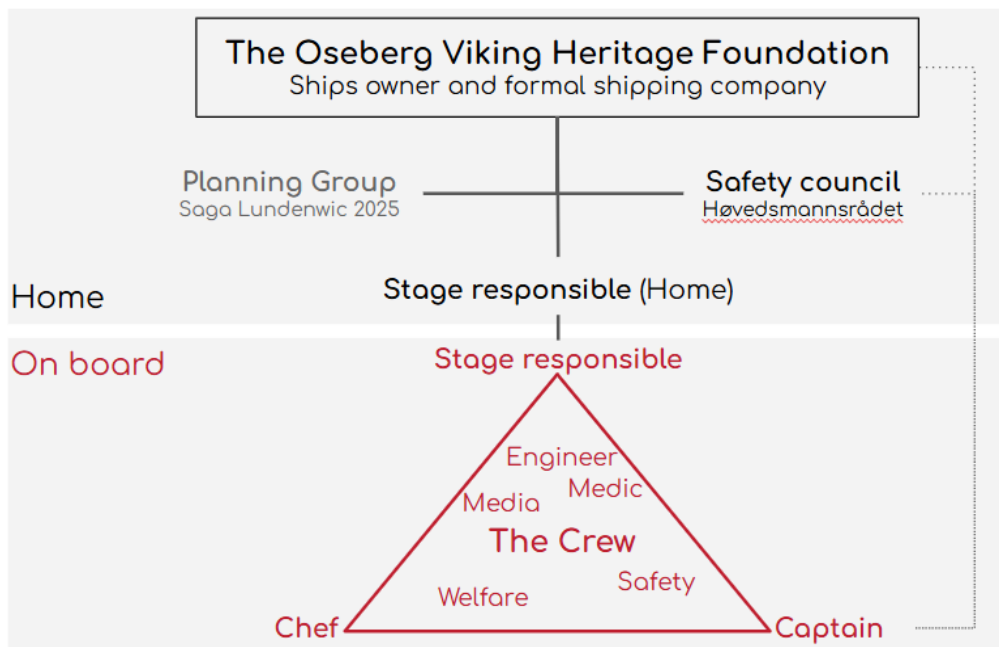 The Oseberg Viking Heritage Foundation
Ships owner and formal shipping company
Planning Group
Saga Lundenwic 2025
Safety council
Høvedsmannsrådet
Home
Stage responsible (Home)
On board
Stage responsible
Engineer
Medic
Media
The Crew
Safety
Welfare
Chef
Captain